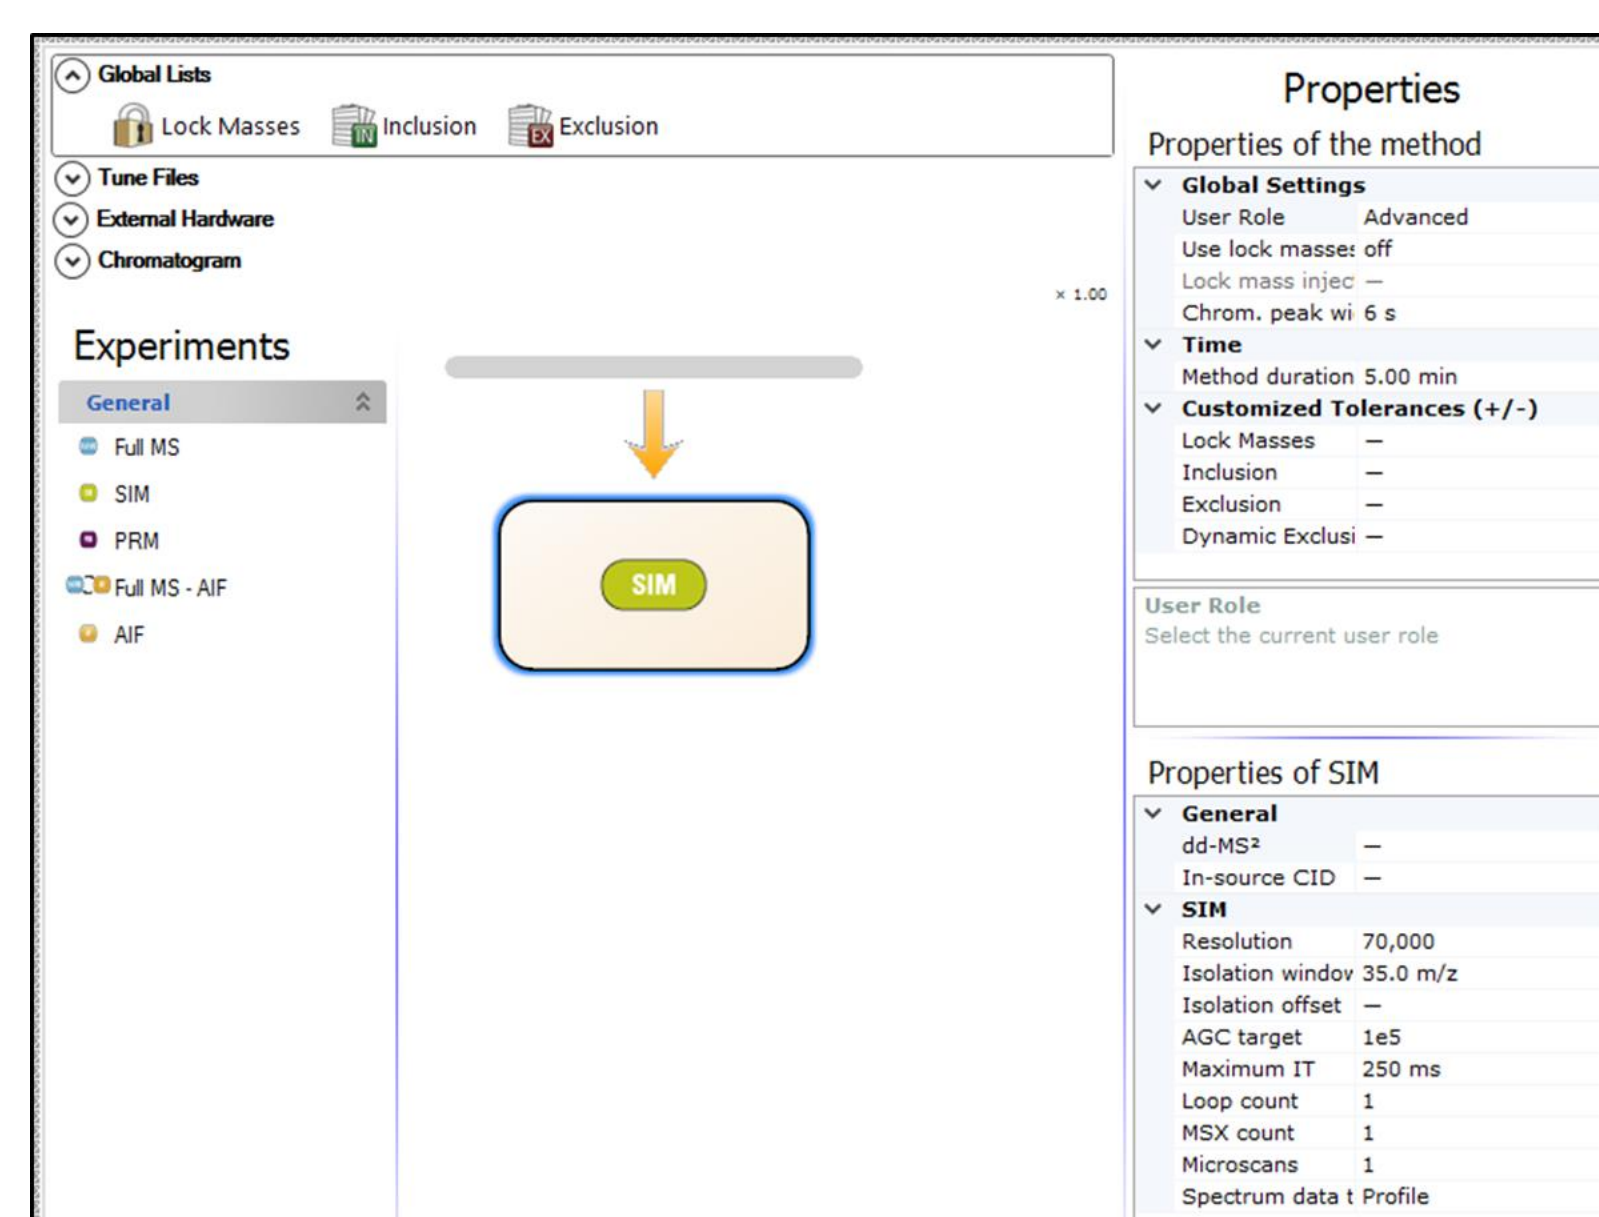 Global Lists
Lock Masses Inclusion Exclusion
IN EX
Tune Files
External Hardware
Chromatogram
× 1.00
Experiments
General
Full MS
SIM
PRM
Full MS - AIF
AIF
SIM
Properties
Properties of the method
Global Settings
User Role Advanced
Use lock masses off
Lock mass injec —
Chrom. peak wi 6 s
Time
Method duration 5.00 min
Customized Tolerances (+/-)
Lock Masses —
Inclusion —
Exclusion —
Dynamic Exclusi —
User Role
Select the current user role
Properties of SIM
General
dd-MS² —
In-source CID —
SIM
Resolution 70,000
Isolation window 35.0 m/z
Isolation offset —
AGC target 1e5
Maximum IT 250 ms
Loop count 1
MSX count 1
Microscans 1
Spectrum data t Profile